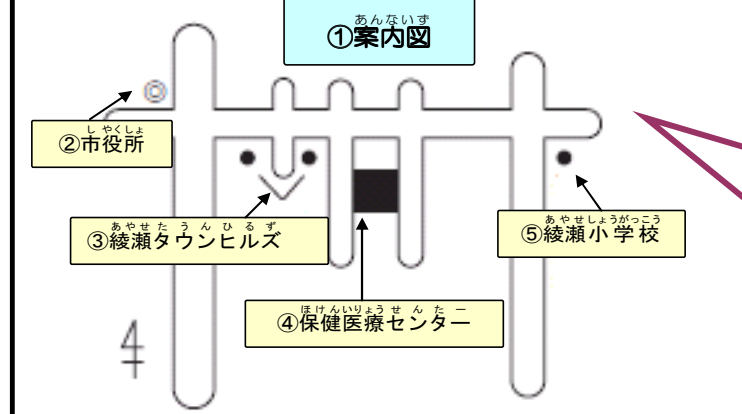 あんないず
①案内図
しやくしょ
②市役所
あやせたうんひるず
③綾瀬タウンヒルズ
ほけんいりょうせんたー
④保健医療センター
あやせしょうがっこう
⑤綾瀬小学校